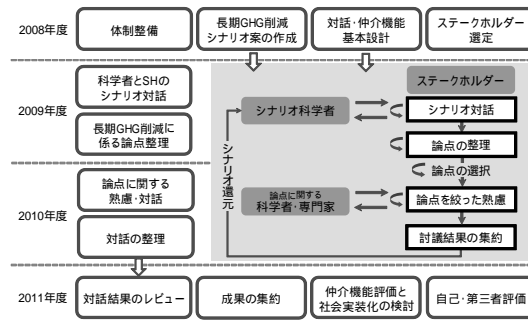 2008年度
体制整備
長期GHG削減
シナリオ案の作成
対話・仲介機能
基本設計
ステークホルダー
選定
2009年度
科学者とSHの
シナリオ対話
長期GHG削減に
係る論点整理
シナリオ還元
シナリオ科学者
ステークホルダー
シナリオ対話
論点の整理
論点の選択
2010年度
論点に関する
熟慮・対話
対話の整理
論点に関する
科学者・専門家
論点を絞った熟慮
討議結果の集約
2011年度
対話結果のレビュー
成果の集約
仲介機能評価と
社会実装化の検討
自己・第三者評価